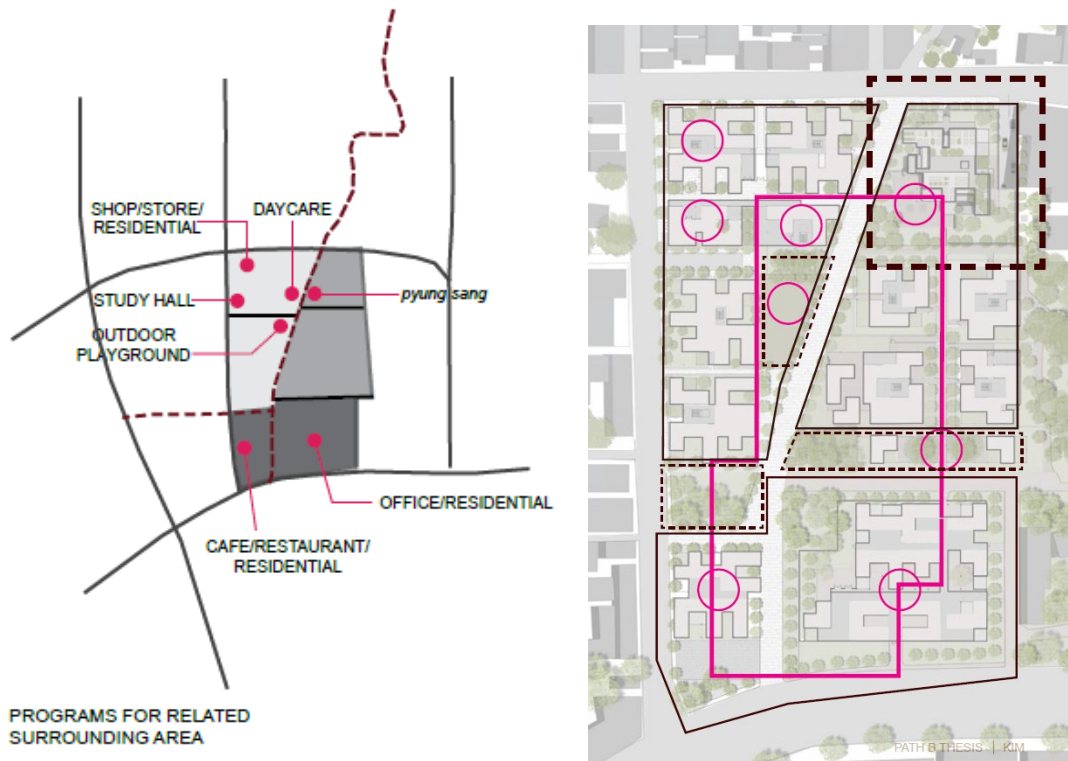 SHOP/STORE/
RESIDENTIAL
DAYCARE
STUDY HALL
pyung sang
OUTDOOR
PLAYGROUND
OFFICE/RESIDENTIAL
CAFE/RESTAURANT/
RESIDENTIAL
PROGRAMS FOR RELATED
SURROUNDING AREA
PATH B THESIS | KIM